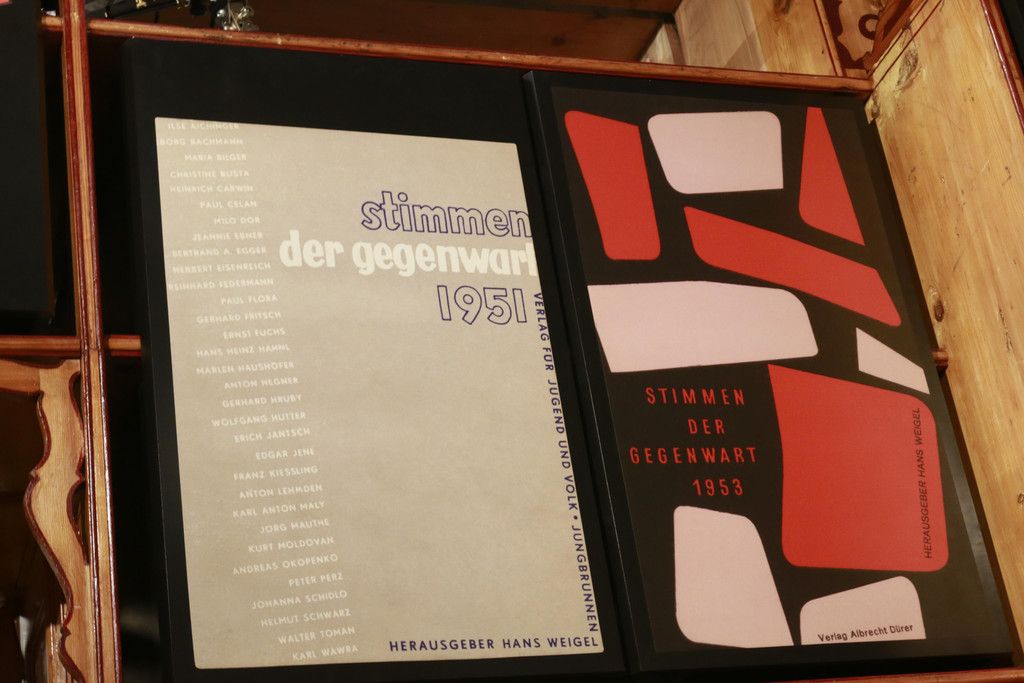 ILSE AICHINGER
BORG BACHMANN
MARIA BILGER
CHRISTINE BUSTA
HEINRICH CARWIN
PAUL CELAN
MILO DOR
JEANNIE EBNER
BERTRAND A. EGGER
HERBERT EISENREICH
REINHARD FEDERMANN
PAUL FLORA
GERHARD FRITSCH
ERNST FUCHS
HANS HEINZ HAHNL
MARLEN HAUSHOFER
ANTON HEGNER
GERHARD HRUBY
WOLFGANG HUTTER
ERICH JANTSCH
EDGAR JENE
FRANZ KIESSLING
ANTON LEHMDEN
KARL ANTON MALY
JORG MAUTHE
KURT MOLDOVAN
ANDREAS OKOPENKO
PETER PERZ
JOHANNA SCHIDLO
HELMUT SCHWARZ
WALTER TOMAN
KARL WAWRA
stimmen
der gegenwart
1951
VERLAG FÜR JUGEND UND VOLK • JUNGBRUNNEN
HERAUSGEBER HANS WEIGEL
STIMMEN
DER
GEGENWART
1953
HERAUSGEBER HANS WEIGEL
Verlag Albrecht Dürer